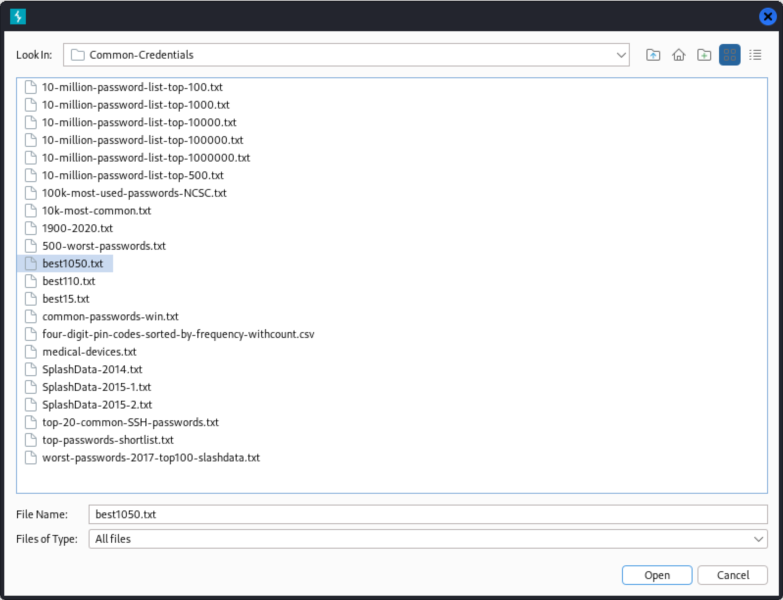 Look In: Common-Credentials
10-million-password-list-top-100.txt
10-million-password-list-top-1000.txt
10-million-password-list-top-10000.txt
10-million-password-list-top-100000.txt
10-million-password-list-top-1000000.txt
10-million-password-list-top-500.txt
100k-most-used-passwords-NCSC.txt
10k-most-common.txt
1900-2020.txt
500-worst-passwords.txt
best1050.txt
best110.txt
best15.txt
common-passwords-win.txt
four-digit-pin-codes-sorted-by-frequency-withcount.csv
medical-devices.txt
SplashData-2014.txt
SplashData-2015-1.txt
SplashData-2015-2.txt
top-20-common-SSH-passwords.txt
top-passwords-shortlist.txt
worst-passwords-2017-top100-slashdata.txt
File Name: best1050.txt
Files of Type: All files
Open Cancel